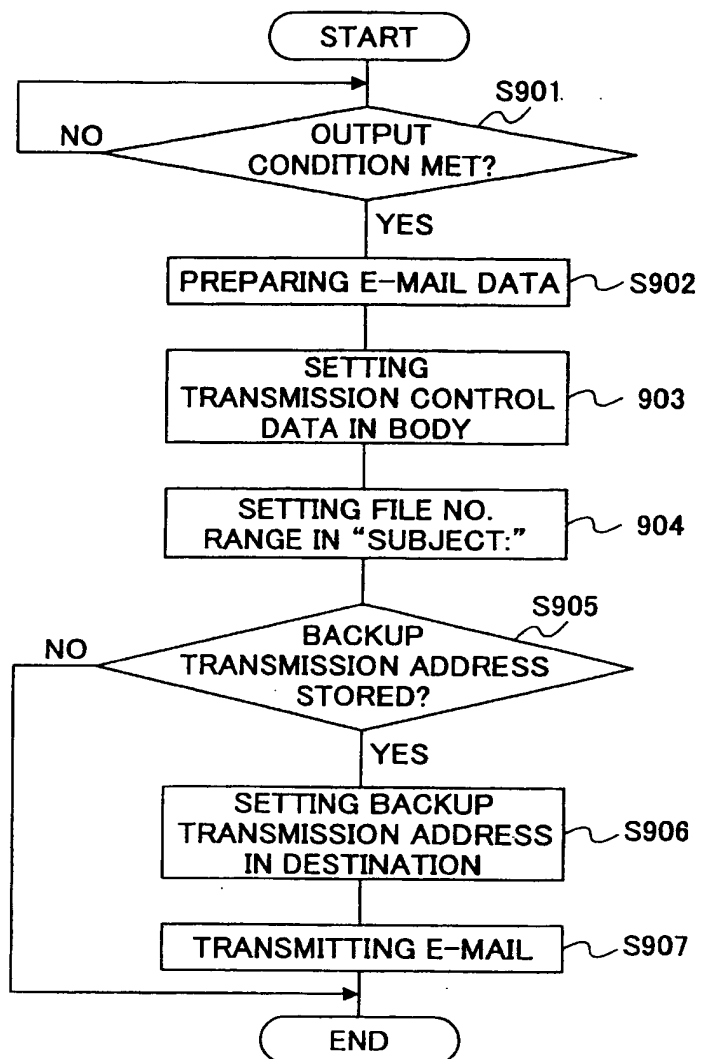 START
S901
NO
OUTPUT
CONDITION MET?
YES
PREPARING E-MAIL DATA
S902
SETTING
TRANSMISSION CONTROL
DATA IN BODY
903
SETTING FILE NO.
RANGE IN “SUBJECT:”
904
S905
NO
BACKUP
TRANSMISSION ADDRESS
STORED?
YES
SETTING BACKUP
TRANSMISSION ADDRESS
IN DESTINATION
S906
TRANSMITTING E-MAIL
S907
END